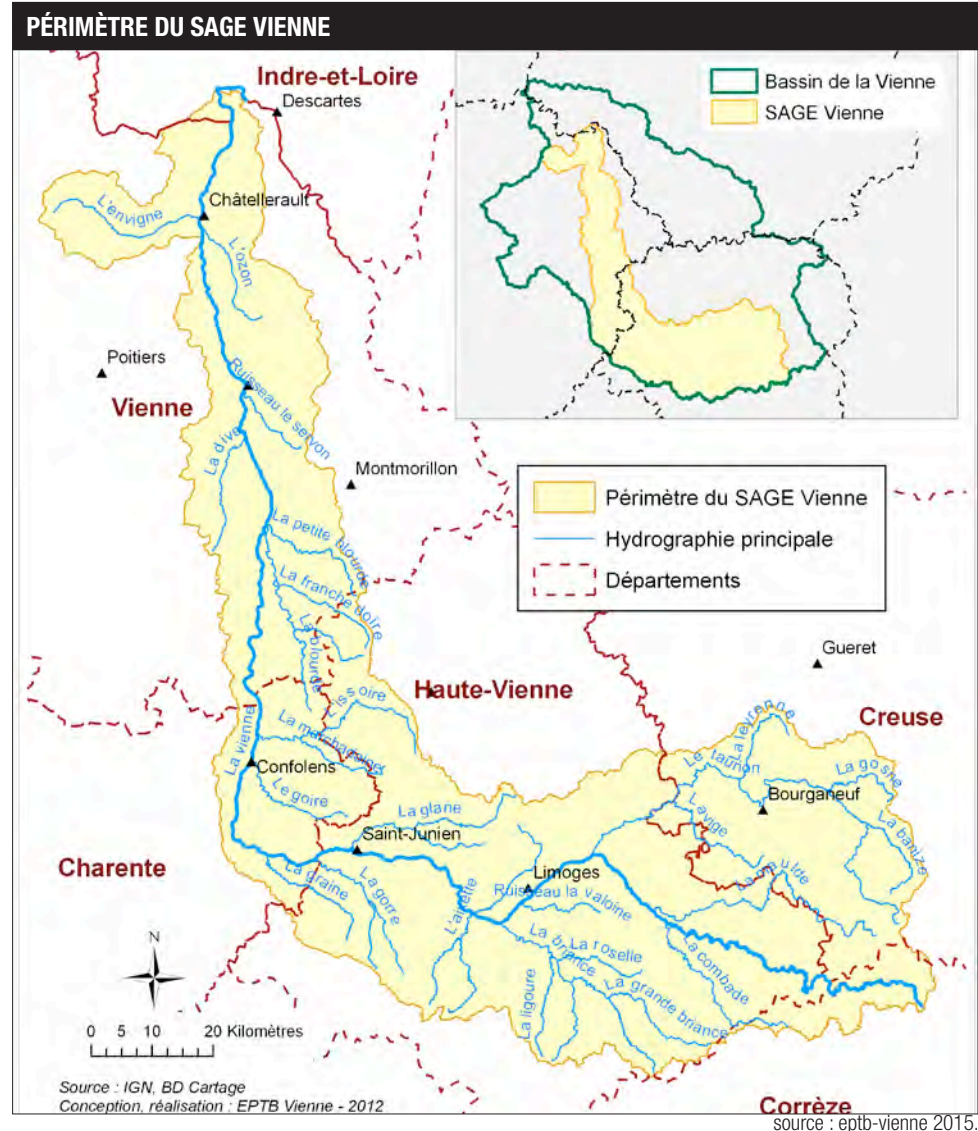 PÉRIMÈTRE DU SAGE VIENNE
Indre-et-Loire
Descartes
Bassin de la Vienne
SAGE Vienne
Châtellerault
L'envigne
L'ozon
Poitiers
Vienne
Ruisseau le servon
La dive
Montmorillon
Périmètre du SAGE Vienne
Hydrographie principale
Départements
La petite blourde
La franche doire
La blourde
L'issoire
Haute-Vienne
Gueret
Creuse
La vienne
La marchadaine
Confolens
Le goire
La leyrenne
Le taurion
La gosne
Bourganeuf
La banize
La glane
Saint-Junien
La vige
Charente
La graine
La gorre
L'aixette
Limoges
Ruisseau la valoine
La briance
La roselle
La combade
La grande briance
La ligoure
N
0 5 10 20 Kilomètres
Source : IGN, BD Cartage
Conception, réalisation : EPTB Vienne - 2012
Corrèze
source : eptb-vienne 2015.